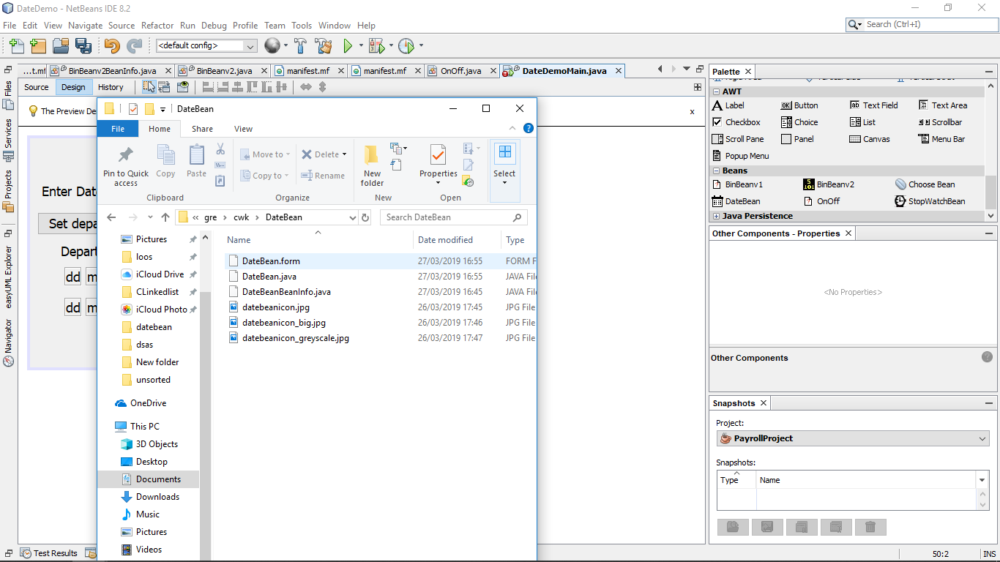 DateDemo - NetBeans IDE 8.2
File Edit View Navigate Source Refactor Run Debug Profile Team Tools Window Help
Search (Ctrl+I)
<default config>
...t.mf BinBeanv2BeanInfo.java BinBeanv2.java manifest.mf manifest.mf OnOff.java DateDemoMain.java
Source Design History
The Preview De
x
Files
Services
Projects
easyUML Explorer
Navigator
Enter Dat
Set depa
Depart
dd m
dd m
DateBean
File Home Share View
Pin to Quick access
Copy
Paste
Clipboard
Move to
Copy to
Delete
Rename
Organize
New folder
New
Properties
Open
Select
« gre › cwk › DateBean
Search DateBean
Pictures
loos
iCloud Drive
CLinkedlist
iCloud Photo
datebean
dsas
New folder
unsorted
OneDrive
This PC
3D Objects
Desktop
Documents
Downloads
Music
Pictures
Videos
Name Date modified Type
DateBean.form 27/03/2019 16:55 FORM F
DateBean.java 27/03/2019 16:55 JAVA File
DateBeanBeanInfo.java 27/03/2019 16:45 JAVA File
datebeanicon.jpg 26/03/2019 17:45 JPG File
datebeanicon_big.jpg 26/03/2019 17:46 JPG File
datebeanicon_greyscale.jpg 26/03/2019 17:47 JPG File
Palette
AWT
Label Button Text Field Text Area
Checkbox Choice List Scrollbar
Scroll Pane Panel Canvas Menu Bar
Popup Menu
Beans
BinBeanv1 BinBeanv2 Choose Bean
DateBean OnOff StopWatchBean
Java Persistence
Other Components - Properties
<No Properties>
Other Components
Snapshots
Project:
PayrollProject
Snapshots:
Type Name
Test Results
50:2 INS